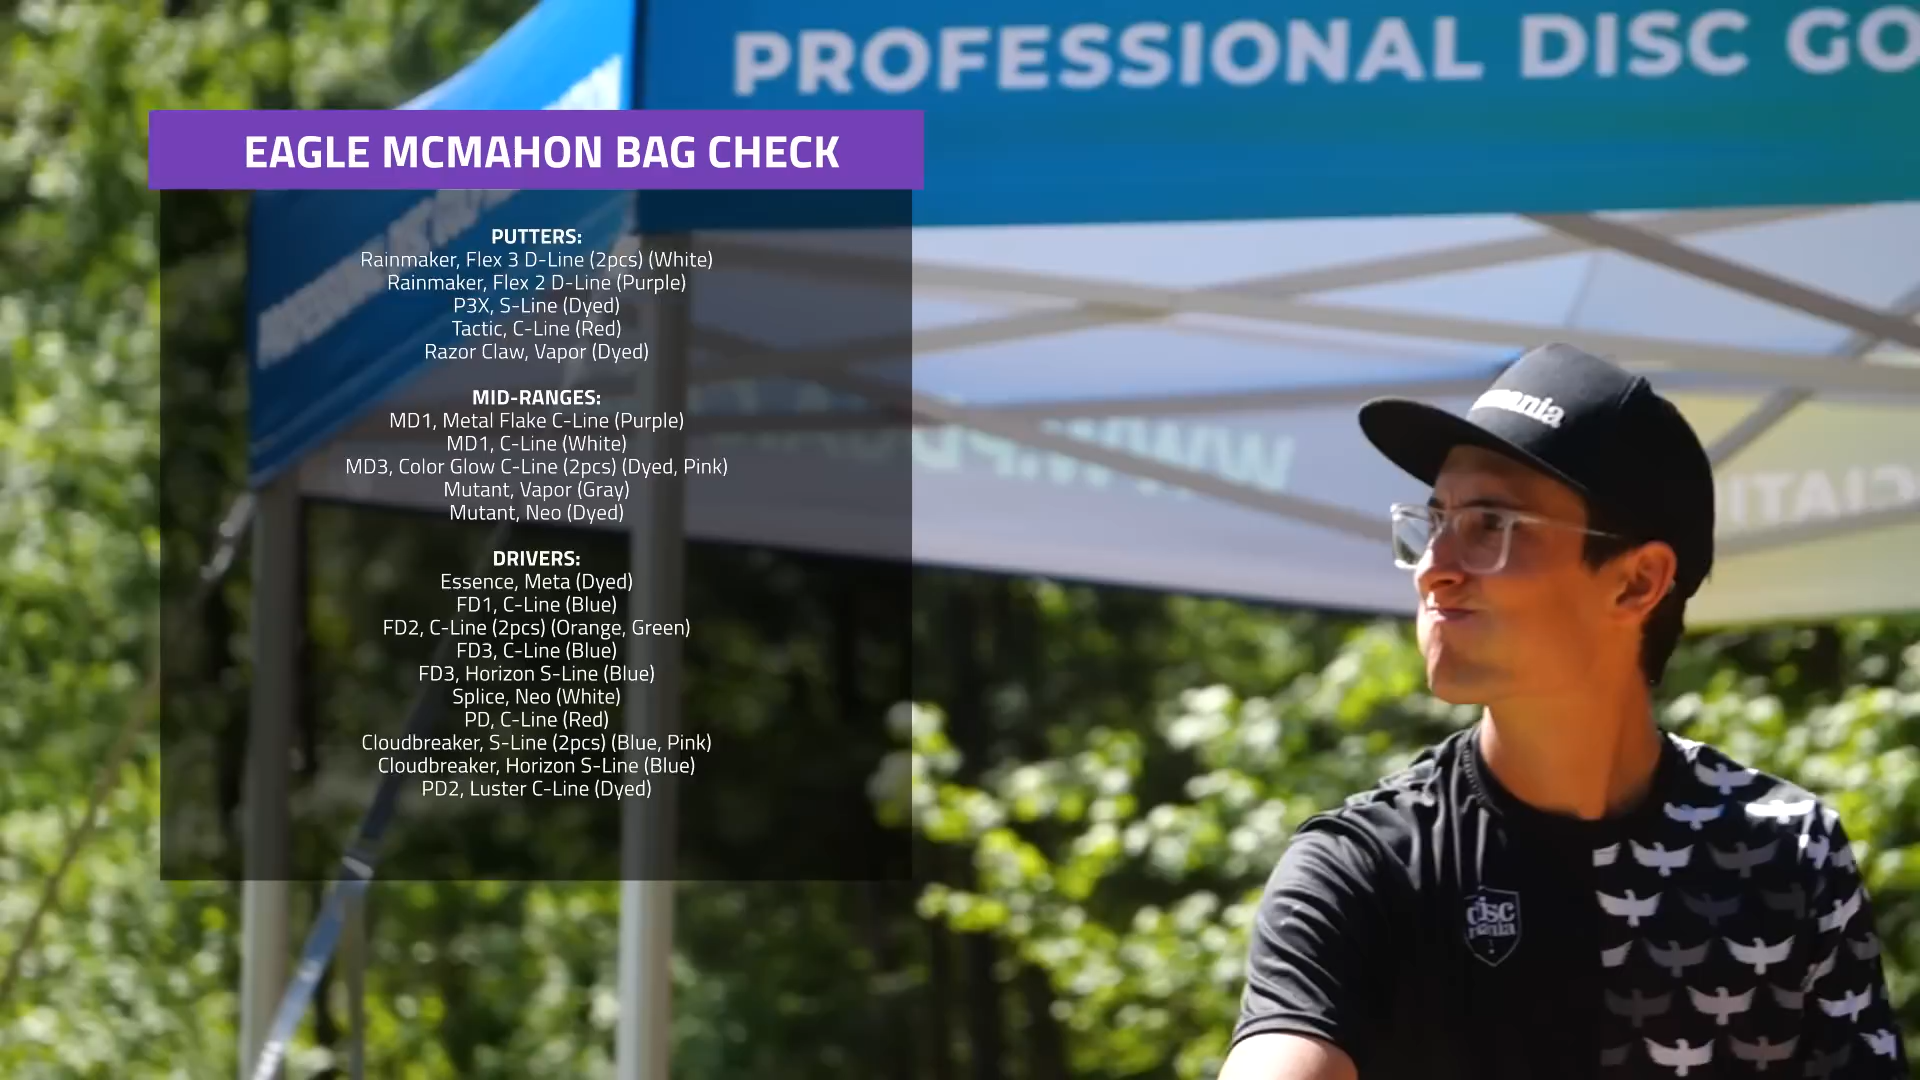 PROFESSIONAL DISC GO
EAGLE MCMAHON BAG CHECK
PUTTERS:
Rainmaker, Flex 3 D-Line (2pcs) (White)
Rainmaker, Flex 2 D-Line (Purple)
P3X, S-Line (Dyed)
Tactic, C-Line (Red)
Razor Claw, Vapor (Dyed)
MID-RANGES:
MD1, Metal Flake C-Line (Purple)
MD1, C-Line (White)
MD3, Color Glow C-Line (2pcs) (Dyed, Pink)
Mutant, Vapor (Gray)
Mutant, Neo (Dyed)
DRIVERS:
Essence, Meta (Dyed)
FD1, C-Line (Blue)
FD2, C-Line (2pcs) (Orange, Green)
FD3, C-Line (Blue)
FD3, Horizon S-Line (Blue)
Splice, Neo (White)
PD, C-Line (Red)
Cloudbreaker, S-Line (2pcs) (Blue, Pink)
Cloudbreaker, Horizon S-Line (Blue)
PD2, Luster C-Line (Dyed)
disc
mania